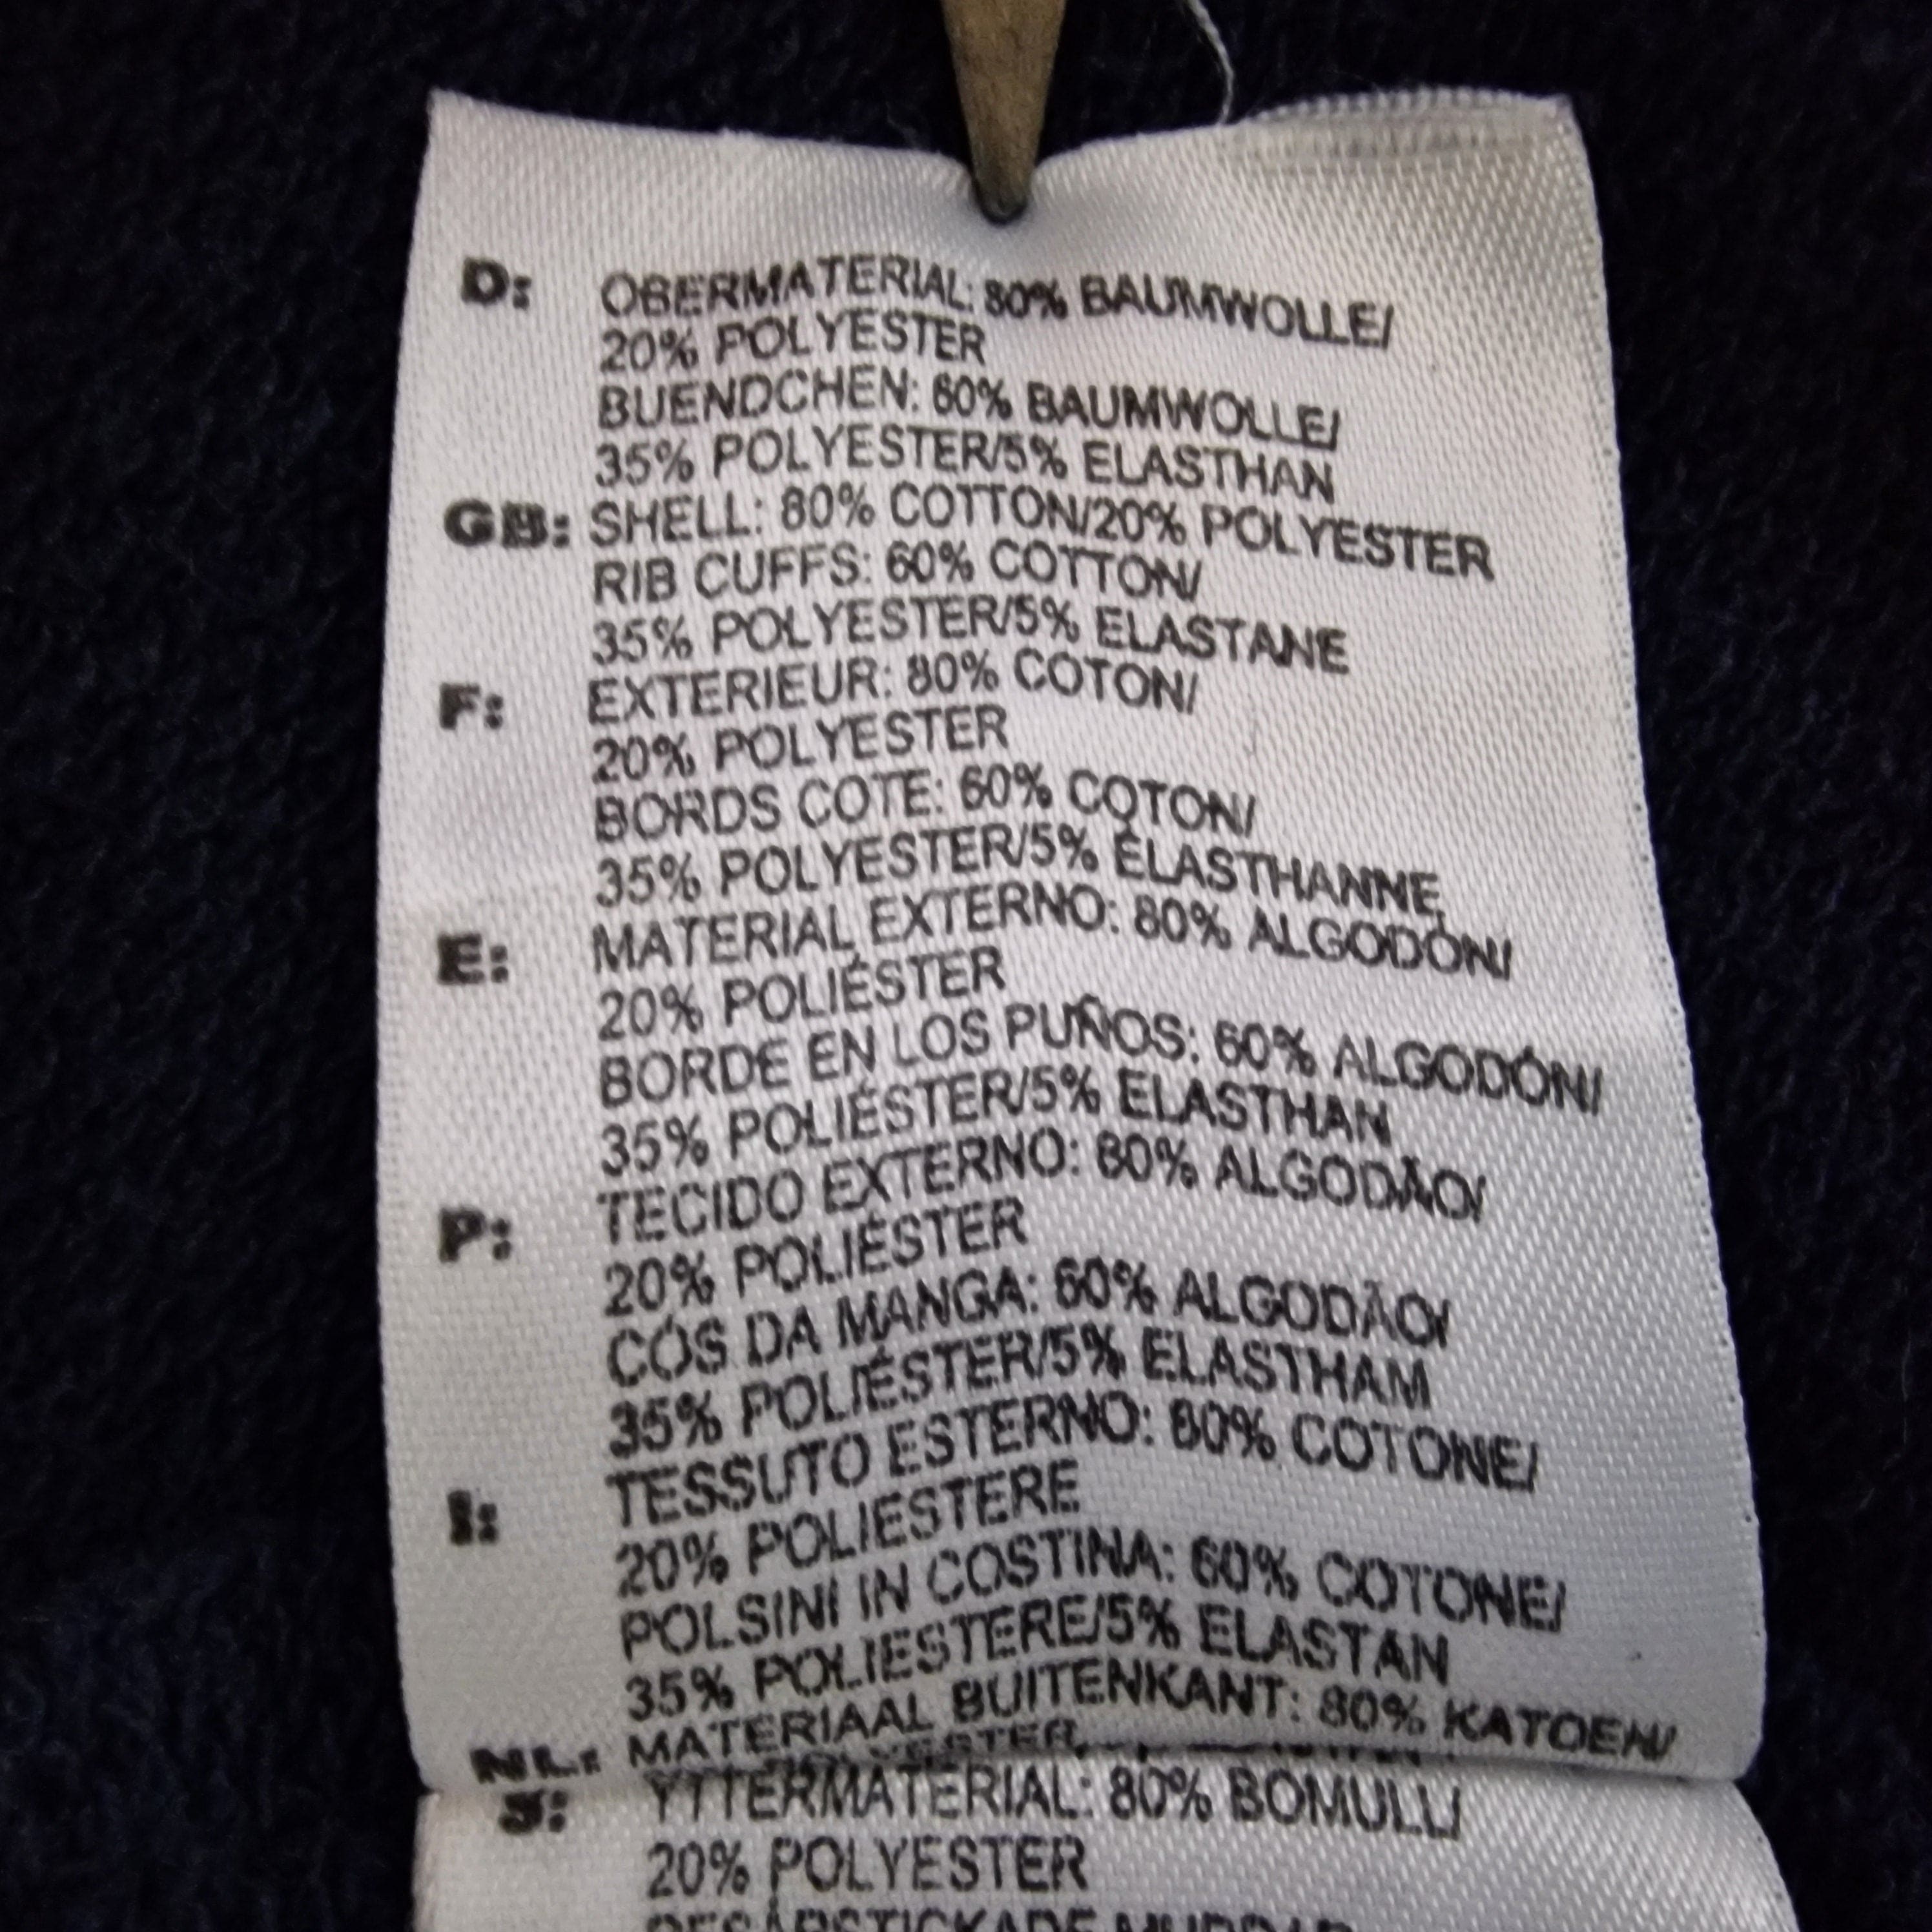 D: OBERMATERIAL: 80% BAUMWOLLE/
20% POLYESTER
BUENDCHEN: 60% BAUMWOLLE/
35% POLYESTER/5% ELASTHAN
GB: SHELL: 80% COTTON/20% POLYESTER
RIB CUFFS: 60% COTTON/
35% POLYESTER/5% ELASTANE
F: EXTERIEUR: 80% COTON/
20% POLYESTER
BORDS COTE: 60% COTON/
35% POLYESTER/5% ÉLASTHANNE
E: MATERIAL EXTERNO: 80% ALGODÓN/
20% POLIÉSTER
BORDE EN LOS PUÑOS: 60% ALGODÓN/
35% POLIÉSTER/5% ELASTHAN
P: TECIDO EXTERNO: 80% ALGODÃO/
20% POLIÉSTER
CÓS DA MANGA: 60% ALGODÃO/
35% POLIÉSTER/5% ELASTHAM
I: TESSUTO ESTERNO: 80% COTONE/
20% POLIESTERE
POLSINI IN COSTINA: 60% COTONE/
35% POLIESTERE/5% ELASTAN
NL: MATERIAAL BUITENKANT: 80% KATOEN/
POLYESTER
S: YTTERMATERIAL: 80% BOMULL/
20% POLYESTER